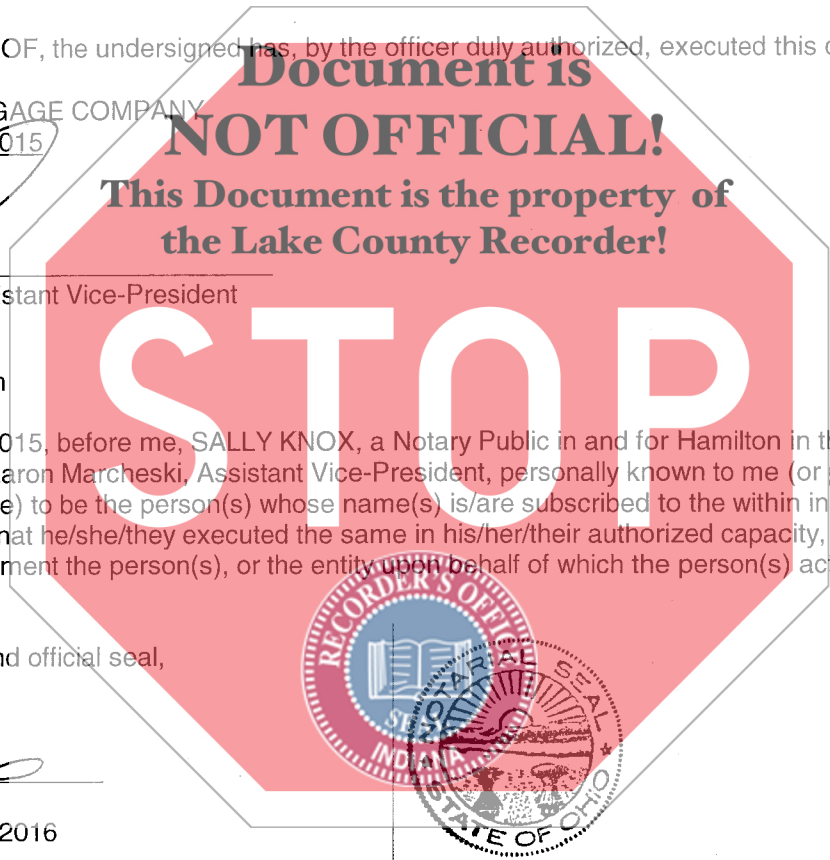 OF, the undersigned has, by the officer duly authorized, executed this
Document is
GAGE COMPANY
015
NOT OFFICIAL!
This Document is the property of
the Lake County Recorder!
stant Vice-President
STOP
015, before me, SALLY KNOX, a Notary Public in and for Hamilton in th
aron Marcheski, Assistant Vice-President, personally known to me (or
e) to be the person(s) whose name(s) is/are subscribed to the within in
nat he/she/they executed the same in his/her/their authorized capacity,
ment the person(s), or the entity upon behalf of which the person(s) act
RECORDER'S OFFICE
nd official seal,
SEAL
INDIANA
NOTARIAL SEAL
STATE OF OHIO
2016